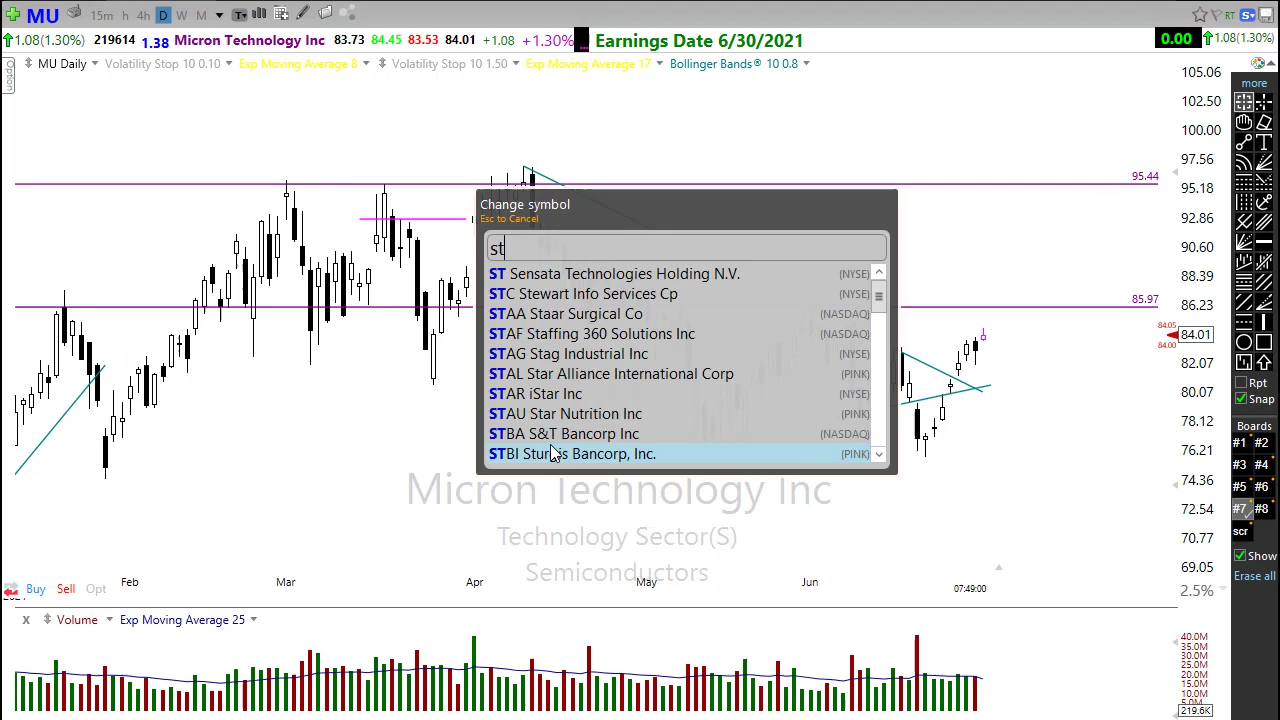 MU 15m h 4h D W M T
1.08(1.30%) 219614 1.38 Micron Technology Inc 83.73 84.45 83.53 84.01 +1.08 +1.30% Earnings Date 6/30/2021 0.00 1.08(1.30%)
RT
S
Option
MU Daily Volatility Stop 10 0.10 Exp Moving Average 8 Volatility Stop 10 1.50 Exp Moving Average 17 Bollinger Bands® 10 0.8
105.06
102.50
100.00
97.56
95.44
95.18
92.86
90.60
88.39
85.97
86.23
84.05
84.01
84.00
82.07
80.07
78.12
76.21
74.36
72.54
70.77
69.05
2.5%
Change symbol
Esc to Cancel
st
ST Sensata Technologies Holding N.V. (NYSE)
STC Stewart Info Services Cp (NYSE)
STAA Staar Surgical Co (NASDAQ)
STAF Staffing 360 Solutions Inc (NASDAQ)
STAG Stag Industrial Inc (NYSE)
STAL Star Alliance International Corp (PINK)
STAR iStar Inc (NYSE)
STAU Star Nutrition Inc (PINK)
STBA S&T Bancorp Inc (NASDAQ)
STBI Sturgis Bancorp, Inc. (PINK)
Micron Technology Inc
Technology Sector(S)
Semiconductors
Feb Mar Apr May Jun
07:49:00
Buy Sell Opt
x Volume Exp Moving Average 25
40.0M
35.0M
30.0M
25.0M
20.0M
15.0M
10.0M
5.0M
219.6K
more
T
Rpt
Snap
Boards
#1 #2
#3 #4
#5 #6
#7 #8
scr
Show
Erase all